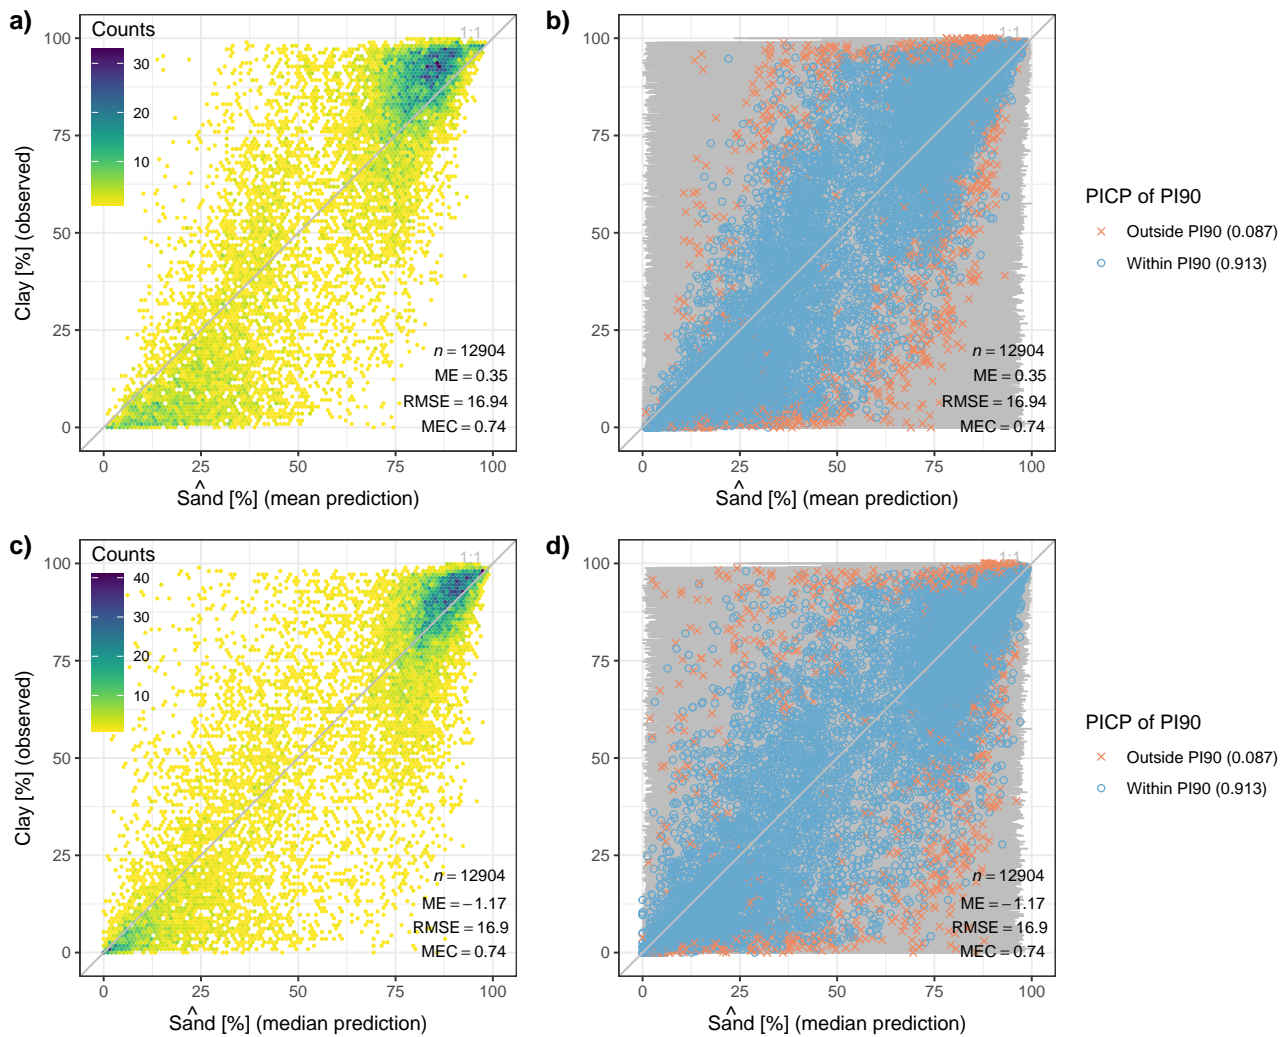 a)
Counts
30
20
10
1:1
100
75
50
25
0
Clay [%] (observed)
n = 12904
ME = 0.35
RMSE = 16.94
MEC = 0.74
0 25 50 75 100
Sand^ [%] (mean prediction)
b)
1:1
100
75
50
25
0
n = 12904
ME = 0.35
RMSE = 16.94
MEC = 0.74
0 25 50 75 100
Sand^ [%] (mean prediction)
PICP of PI90
Outside PI90 (0.087)
Within PI90 (0.913)
c)
Counts
40
30
20
10
1:1
100
75
50
25
0
Clay [%] (observed)
n = 12904
ME = −1.17
RMSE = 16.9
MEC = 0.74
0 25 50 75 100
Sand^ [%] (median prediction)
d)
1:1
100
75
50
25
0
n = 12904
ME = −1.17
RMSE = 16.9
MEC = 0.74
0 25 50 75 100
Sand^ [%] (median prediction)
PICP of PI90
Outside PI90 (0.087)
Within PI90 (0.913)